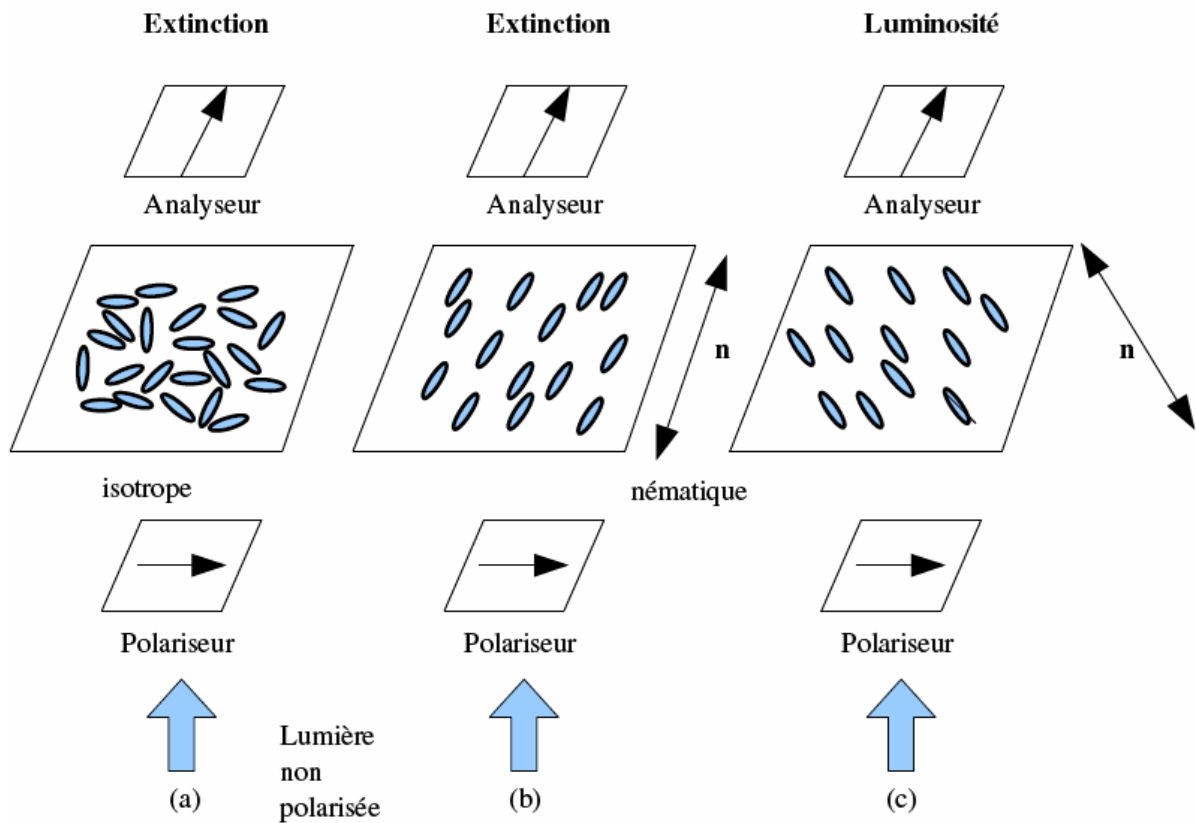 Extinction
Extinction
Luminosité
Analyseur
Analyseur
Analyseur
n
n
isotrope
nématique
Polariseur
Polariseur
Polariseur
Lumière
non
polarisée
(a)
(b)
(c)